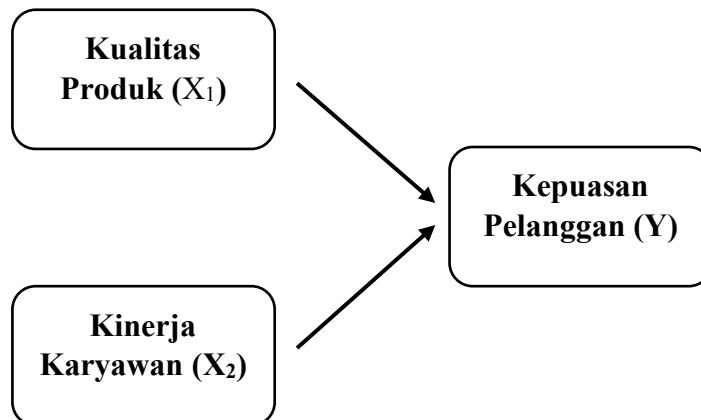 Kualitas
Produk (X₁)
Kepuasan
Pelanggan (Y)
Kinerja
Karyawan (X₂)